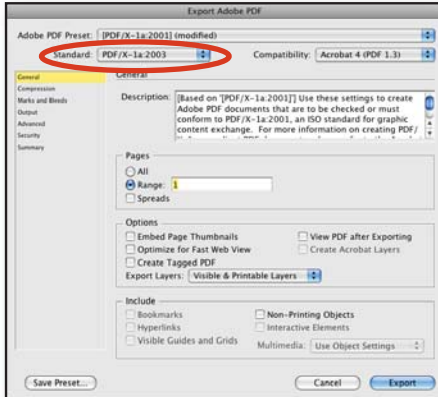 Export Adobe PDF
Adobe PDF Preset: [PDF/X-1a:2001] (modified)
Standard: PDF/X-1a:2003 Compatibility: Acrobat 4 (PDF 1.3)
General
Compression
Marks and Bleeds
Output
Advanced
Security
Summary
General
Description: [Based on '[PDF/X-1a:2001]'] Use these settings to create
Adobe PDF documents that are to be checked or must
conform to PDF/X-1a:2001, an ISO standard for graphic
content exchange. For more information on creating PDF/
Pages
All
Range: 1
Spreads
Options
Embed Page Thumbnails View PDF after Exporting
Optimize for Fast Web View Create Acrobat Layers
Create Tagged PDF
Export Layers: Visible & Printable Layers
Include
Bookmarks Non-Printing Objects
Hyperlinks Interactive Elements
Visible Guides and Grids Multimedia: Use Object Settings
Save Preset... Cancel Export